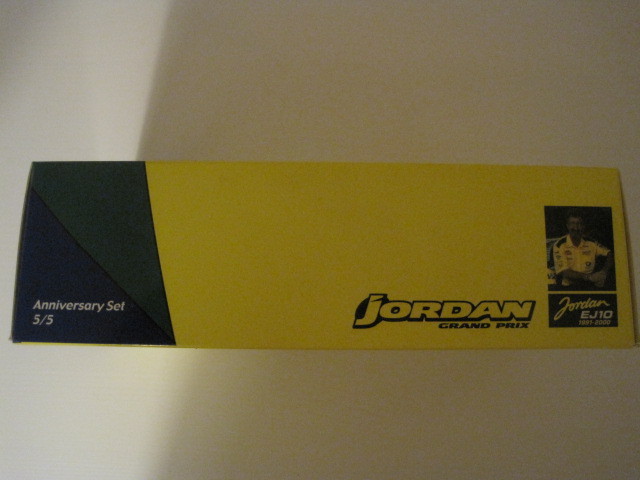 Anniversary Set
5/5
JORDAN
GRAND PRIX
Jordan
EJ10
1991-2000